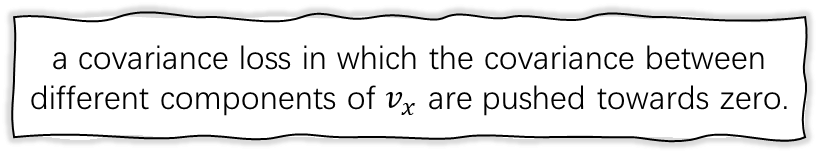 a covariance loss in which the covariance between
different components of vₓ are pushed towards zero.